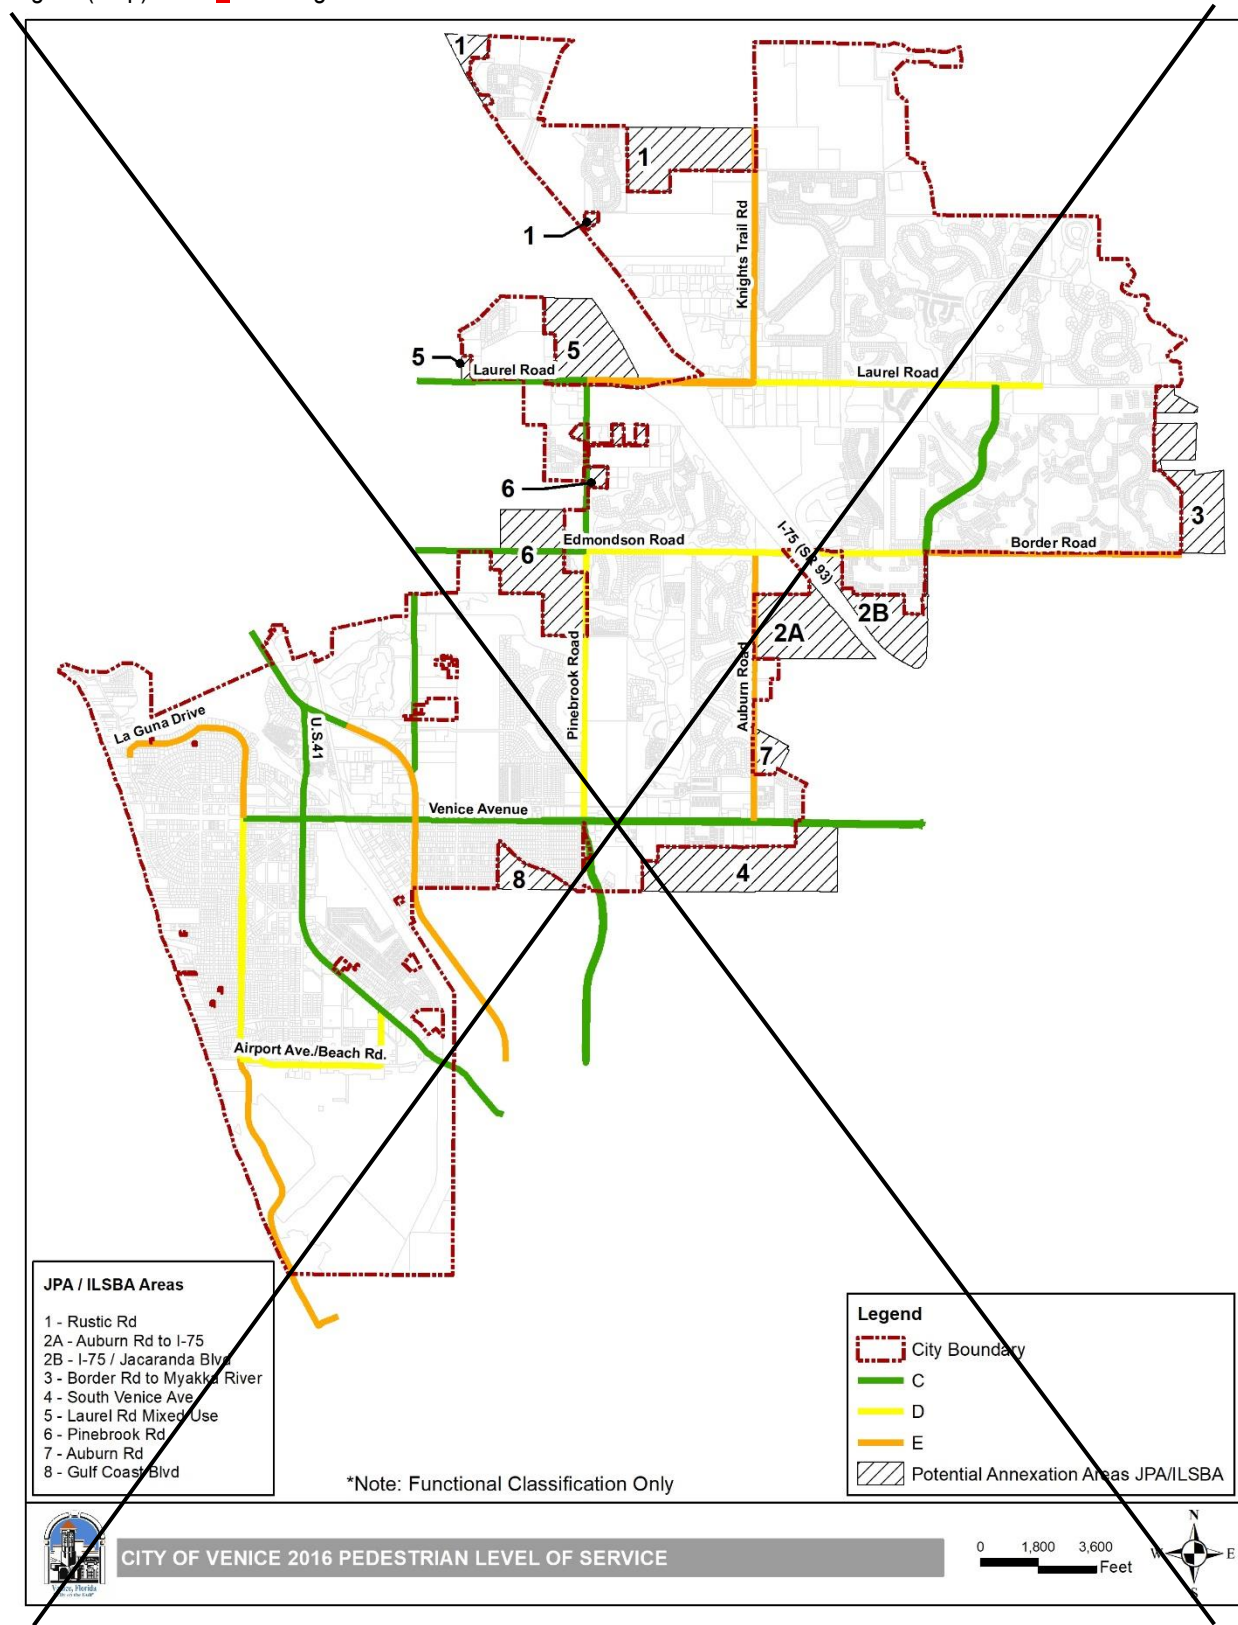 1
1
1
Knights Trail Rd
5
5
Laurel Road
Laurel Road
6
3
I-75 (SR 93)
6
Edmondson Road
Border Road
2B
2A
Pinebrook Road
Auburn Road
La Guna Drive
U.S.41
7
Venice Avenue
8
4
Airport Ave./Beach Rd.
JPA / ILSBA Areas
1 - Rustic Rd
2A - Auburn Rd to I-75
2B - I-75 / Jacaranda Blvd
3 - Border Rd to Myakka River
4 - South Venice Ave
5 - Laurel Rd Mixed Use
6 - Pinebrook Rd
7 - Auburn Rd
8 - Gulf Coast Blvd
*Note: Functional Classification Only
Legend
City Boundary
C
D
E
Potential Annexation Areas JPA/ILSBA
CITY OF VENICE 2016 PEDESTRIAN LEVEL OF SERVICE
0 1,800 3,600
Feet
N
W E
S
Venice, Florida